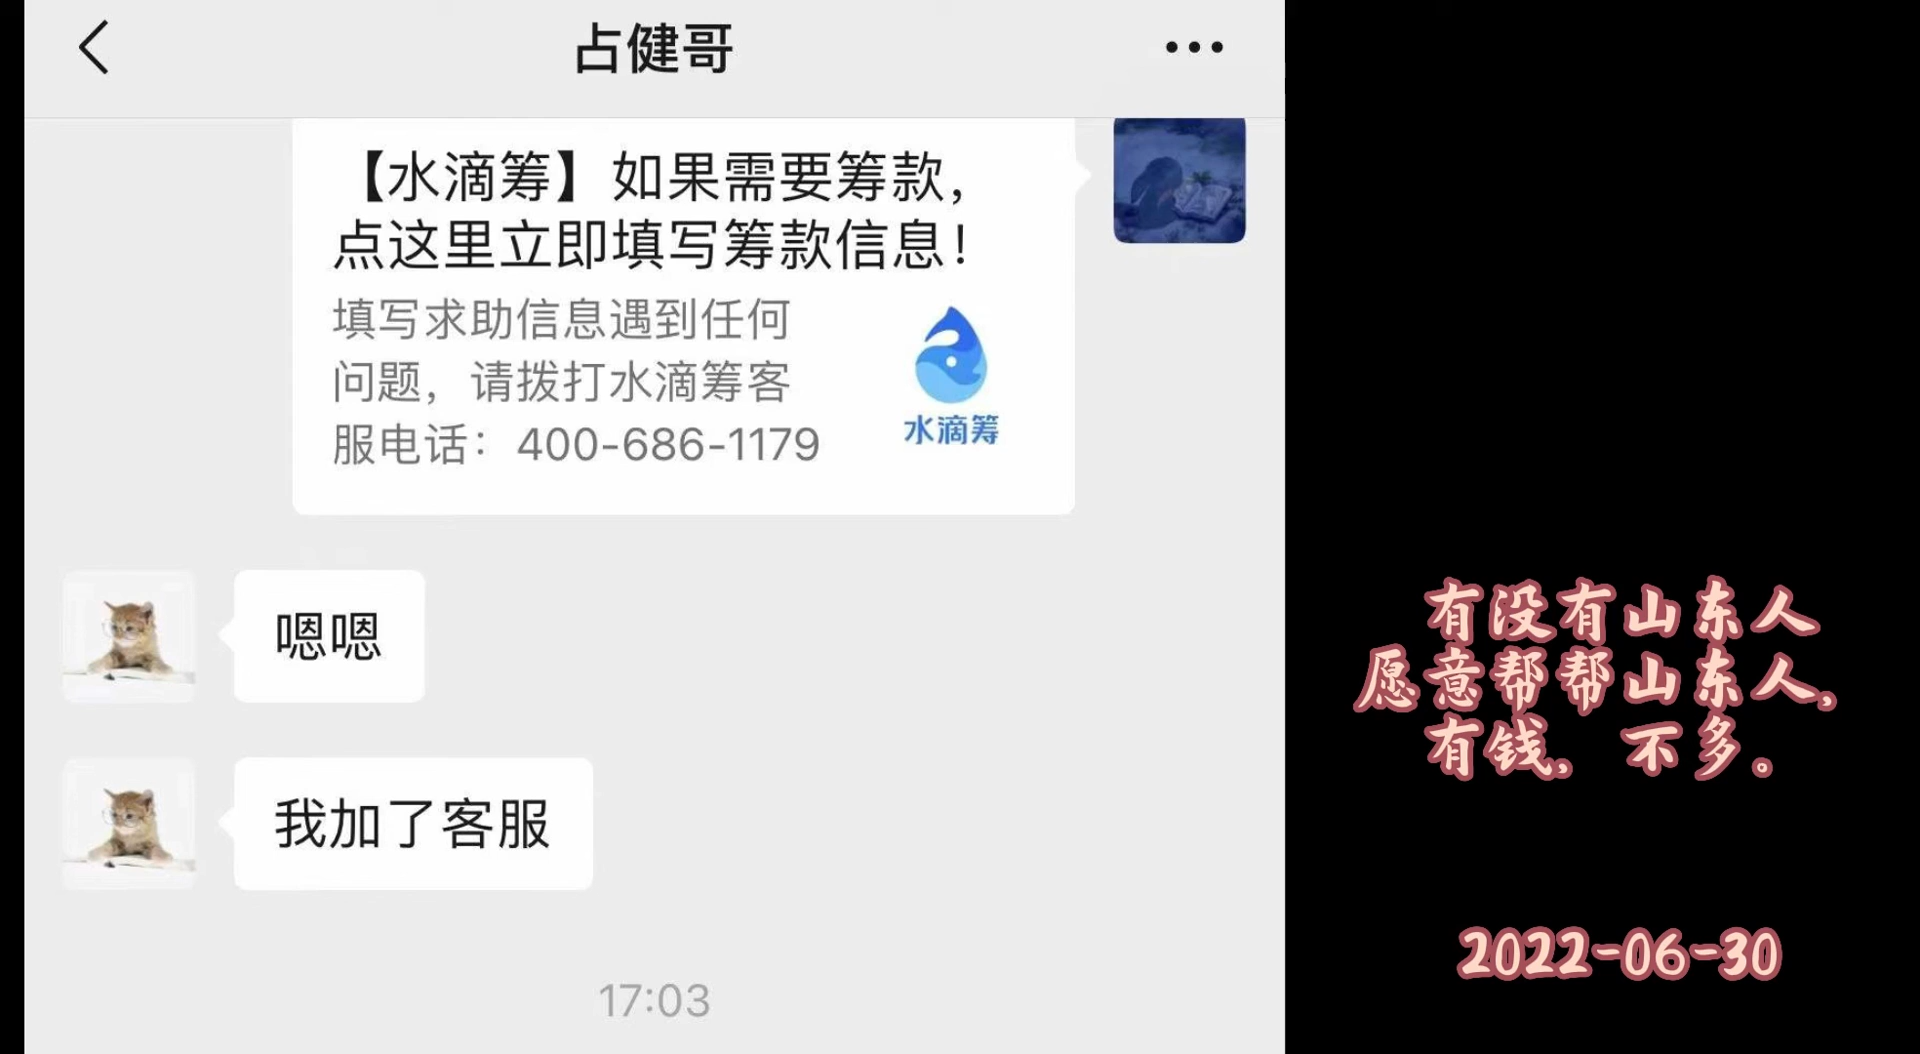 占健哥
【水滴筹】如果需要筹款，
点这里立即填写筹款信息！
填写求助信息遇到任何
问题，请拨打水滴筹客
服电话：400-686-1179
水滴筹
嗯嗯
我加了客服
17:03
有没有山东人
愿意帮帮山东人，
有钱，不多。
2022-06-30